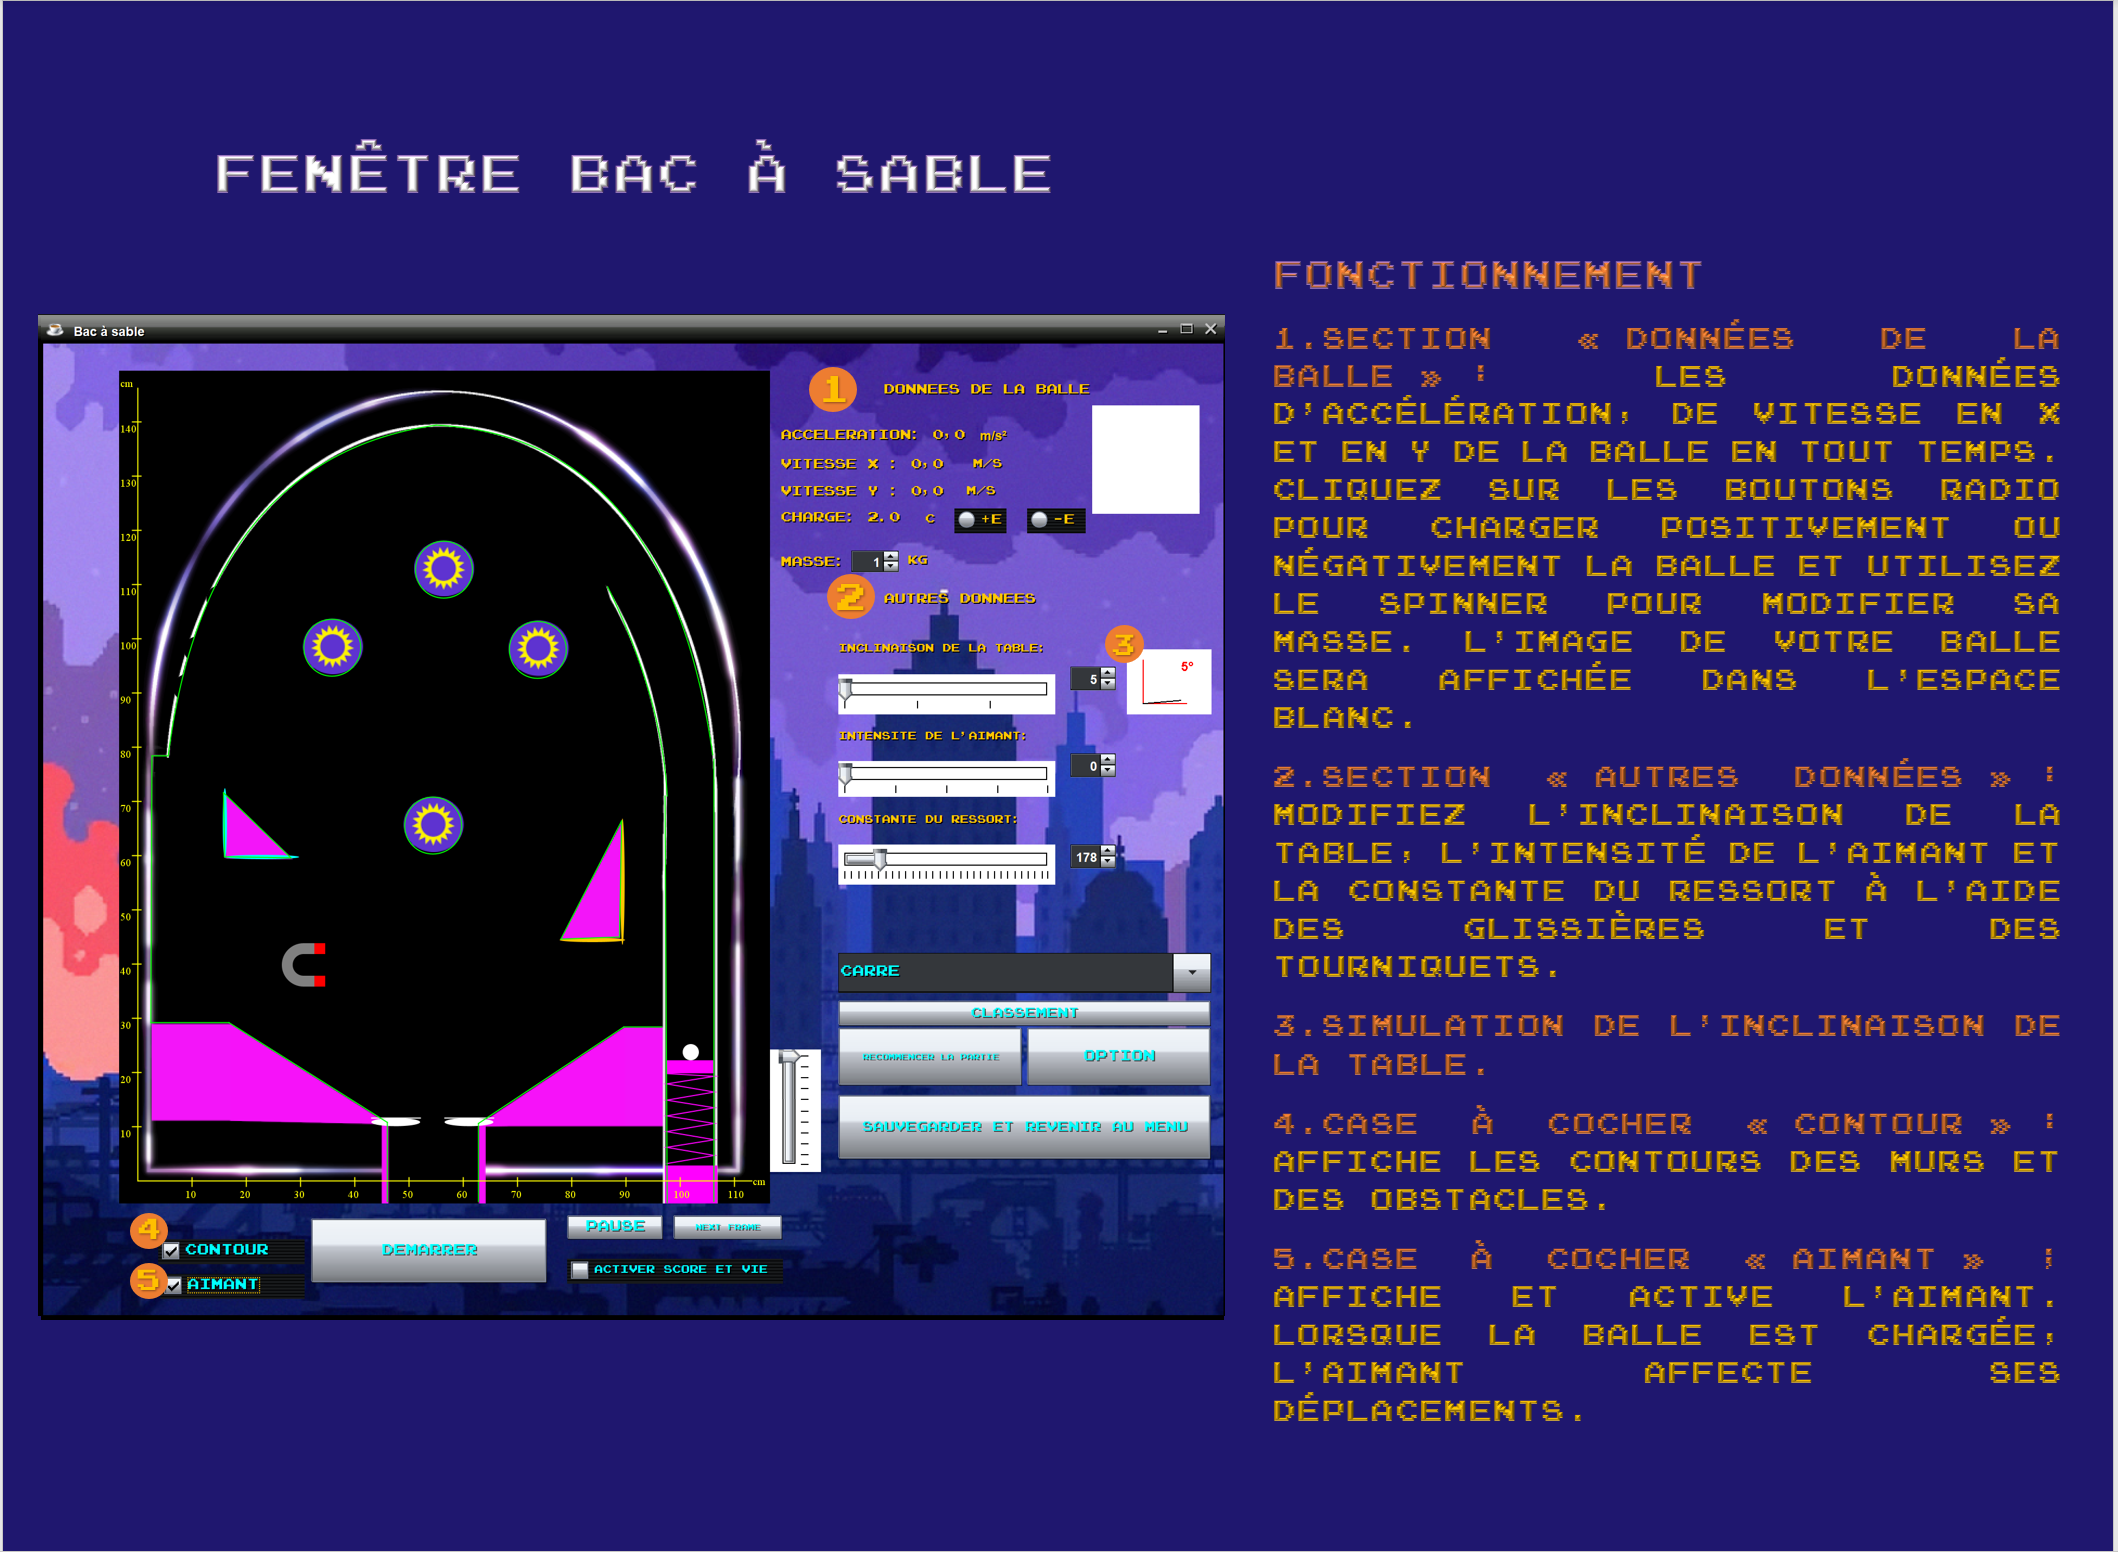 FENÊTRE BAC À SABLE
Bac à sable
cm
140
130
120
110
100
90
80
70
60
50
40
30
20
10
10 20 30 40 50 60 70 80 90 100 110 cm
1 DONNEES DE LA BALLE
ACCELERATION: 0,0 m/s²
VITESSE X : 0,0 M/S
VITESSE Y : 0,0 M/S
CHARGE: 2.0 C +E -E
MASSE: 1 KG
2 AUTRES DONNEES
INCLINAISON DE LA TABLE:
3
5
5°
INTENSITE DE L'AIMANT:
0
CONSTANTE DU RESSORT:
178
CARRE
CLASSEMENT
RECOMMENCER LA PARTIE
OPTION
SAUVEGARDER ET REVENIR AU MENU
4
CONTOUR
5
AIMANT
DEMARRER
PAUSE
NEXT FRAME
ACTIVER SCORE ET VIE
FONCTIONNEMENT
1.SECTION « DONNÉES DE LA
BALLE » : LES DONNÉES
D'ACCÉLÉRATION, DE VITESSE EN X
ET EN Y DE LA BALLE EN TOUT TEMPS.
CLIQUEZ SUR LES BOUTONS RADIO
POUR CHARGER POSITIVEMENT OU
NÉGATIVEMENT LA BALLE ET UTILISEZ
LE SPINNER POUR MODIFIER SA
MASSE. L'IMAGE DE VOTRE BALLE
SERA AFFICHÉE DANS L'ESPACE
BLANC.
2.SECTION « AUTRES DONNÉES » :
MODIFIEZ L'INCLINAISON DE LA
TABLE, L'INTENSITÉ DE L'AIMANT ET
LA CONSTANTE DU RESSORT À L'AIDE
DES GLISSIÈRES ET DES
TOURNIQUETS.
3.SIMULATION DE L'INCLINAISON DE
LA TABLE.
4.CASE À COCHER « CONTOUR » :
AFFICHE LES CONTOURS DES MURS ET
DES OBSTACLES.
5.CASE À COCHER « AIMANT » :
AFFICHE ET ACTIVE L'AIMANT.
LORSQUE LA BALLE EST CHARGÉE,
L'AIMANT AFFECTE SES
DÉPLACEMENTS.